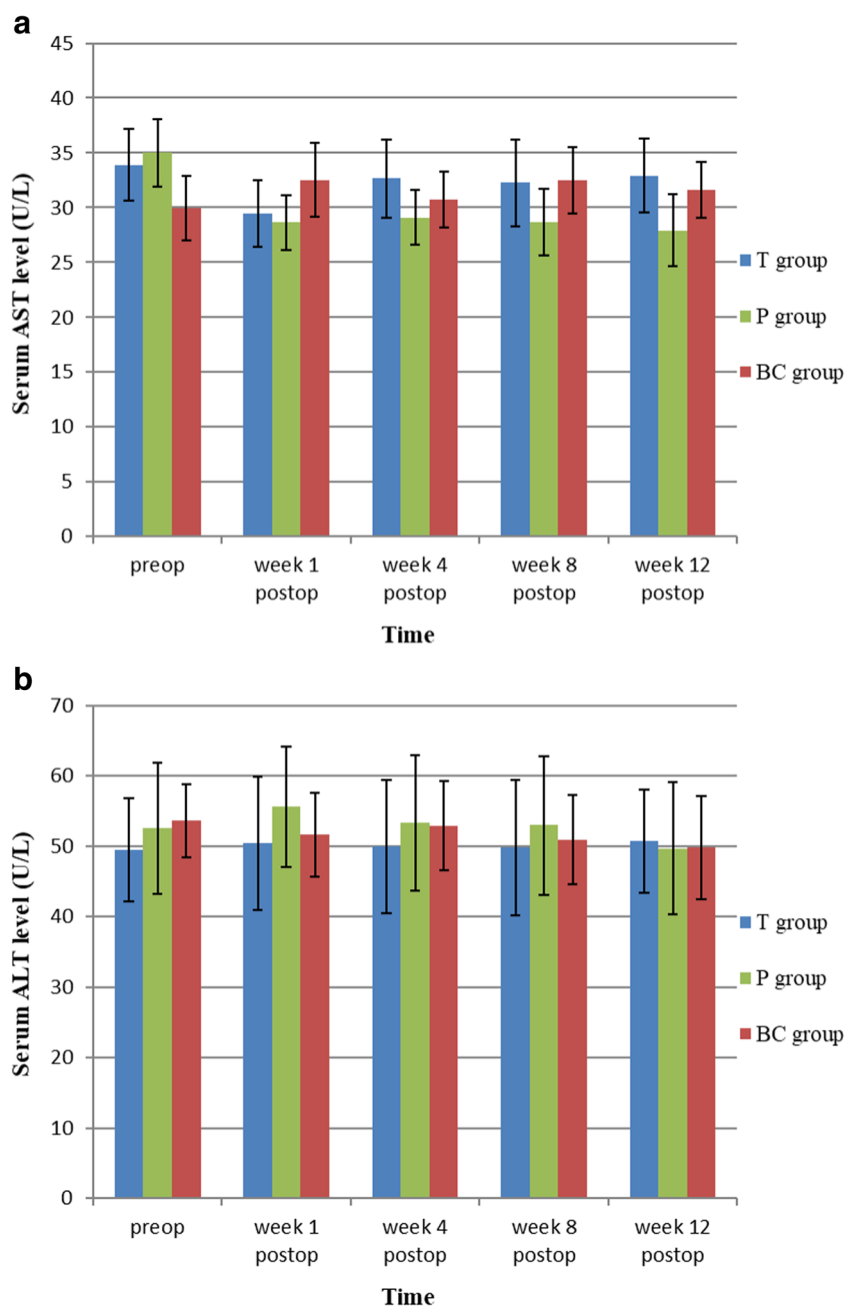 a
Serum AST level (U/L)
45
40
35
30
25
20
15
10
5
0
preop
week 1
postop
week 4
postop
week 8
postop
week 12
postop
Time
T group
P group
BC group
b
Serum ALT level (U/L)
70
60
50
40
30
20
10
0
preop
week 1
postop
week 4
postop
week 8
postop
week 12
postop
Time
T group
P group
BC group